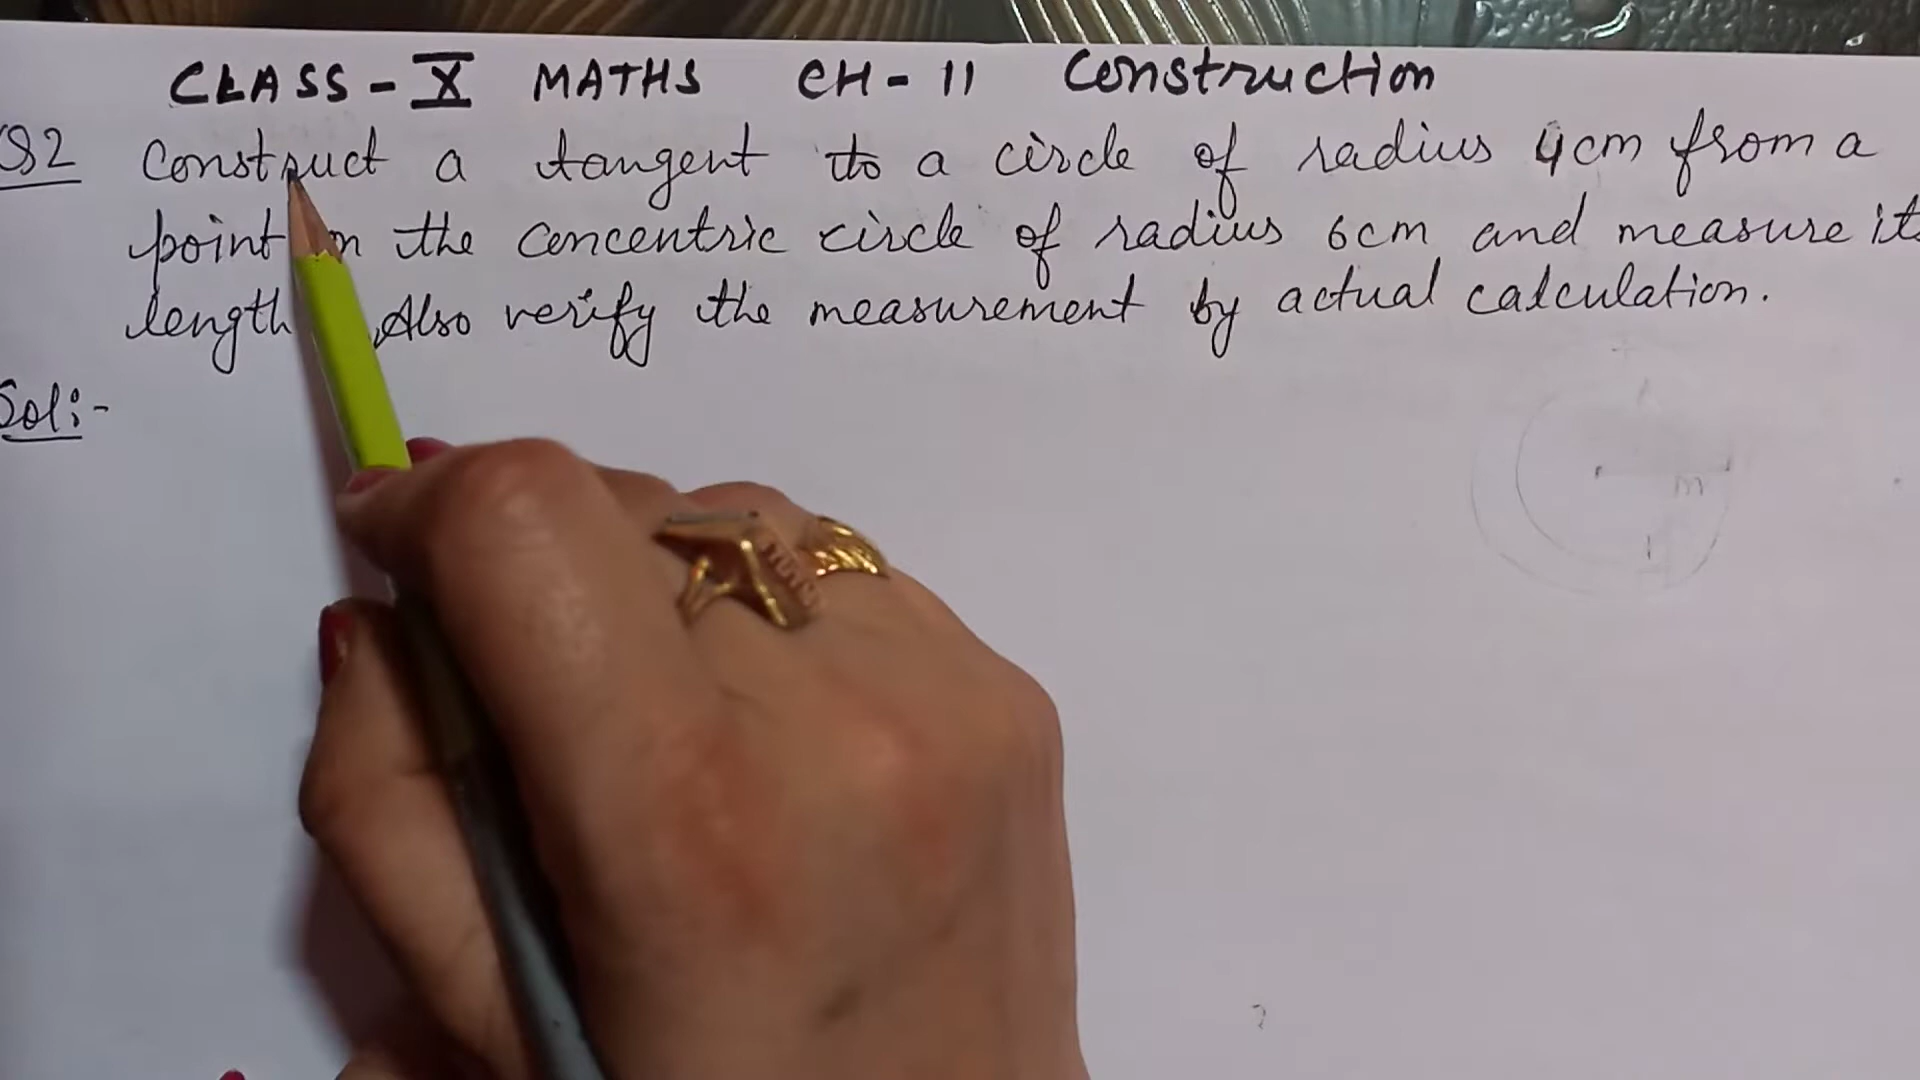 CLASS - X MATHS CH - 11 Construction
Q2 Construct a tangent to a circle of radius 4cm from a
point on the concentric circle of radius 6cm and measure its
length. Also verify the measurement by actual calculation.
Sol:-
m